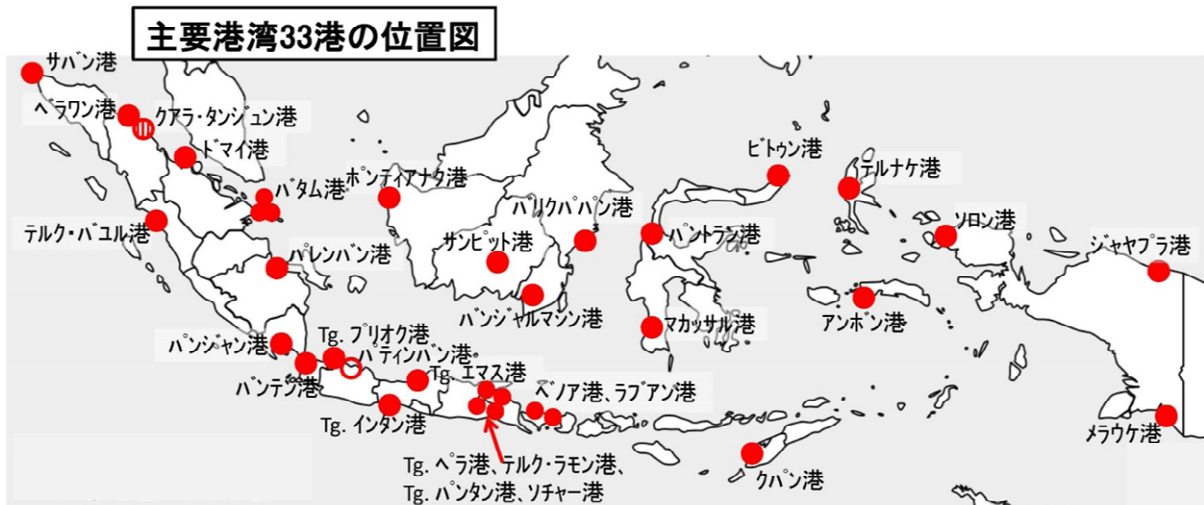 主要港湾33港の位置図
サバン港
ベラワン港
クアラ・タンジュン港
ドマイ港
バタム港
テルク・バユル港
パレンバン港
パンジャン港
バンテン港
Tg. プリオク港
パティンバン港
Tg. エマス港
Tg. インタン港
ポンティアナク港
サンピット港
バリクパパン港
バンジャルマシン港
パントラン港
マカッサル港
ビトゥン港
テルナケ港
ソロン港
ジャヤプラ港
アンボン港
ベノア港、ラブアン港
Tg. ペラ港、テルク・ラモン港、
Tg. パンタン港、ソチャー港
クパン港
メラウケ港